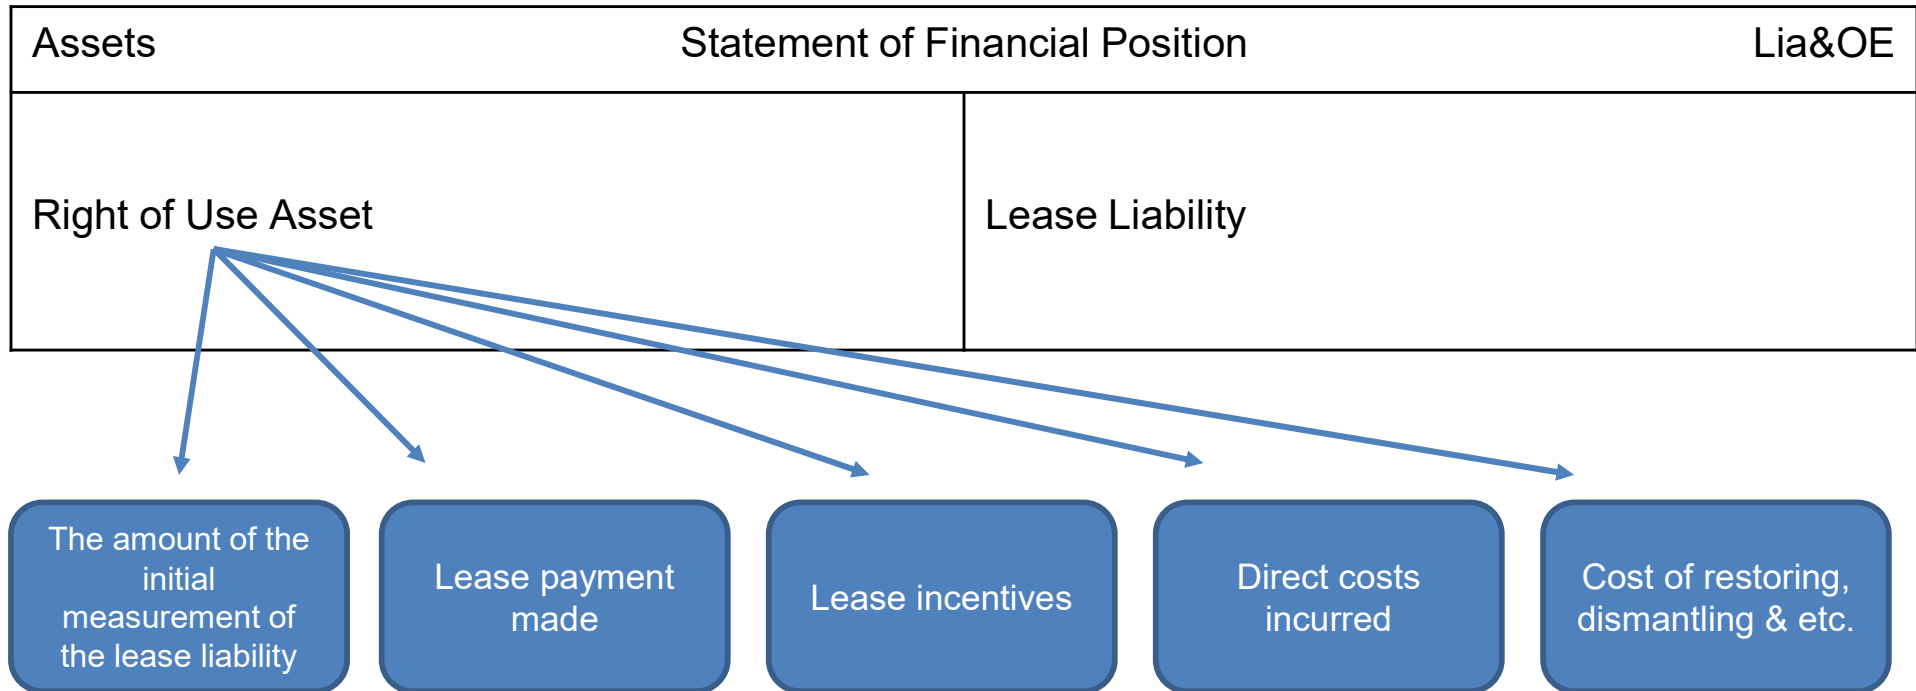 Assets Statement of Financial Position Lia&OE
Right of Use Asset
Lease Liability
The amount of the
initial
measurement of
the lease liability
Lease payment
made
Lease incentives
Direct costs
incurred
Cost of restoring,
dismantling & etc.